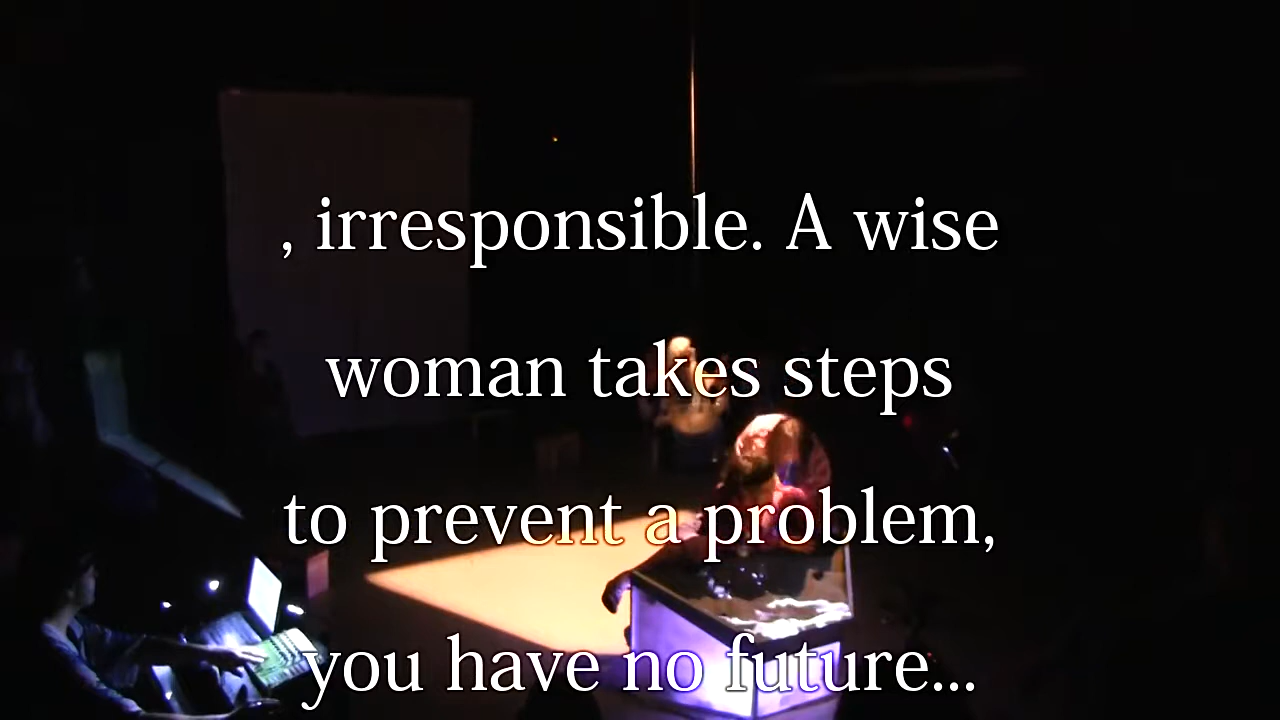 , irresponsible. A wise
woman takes steps
to prevent a problem,
you have no future...